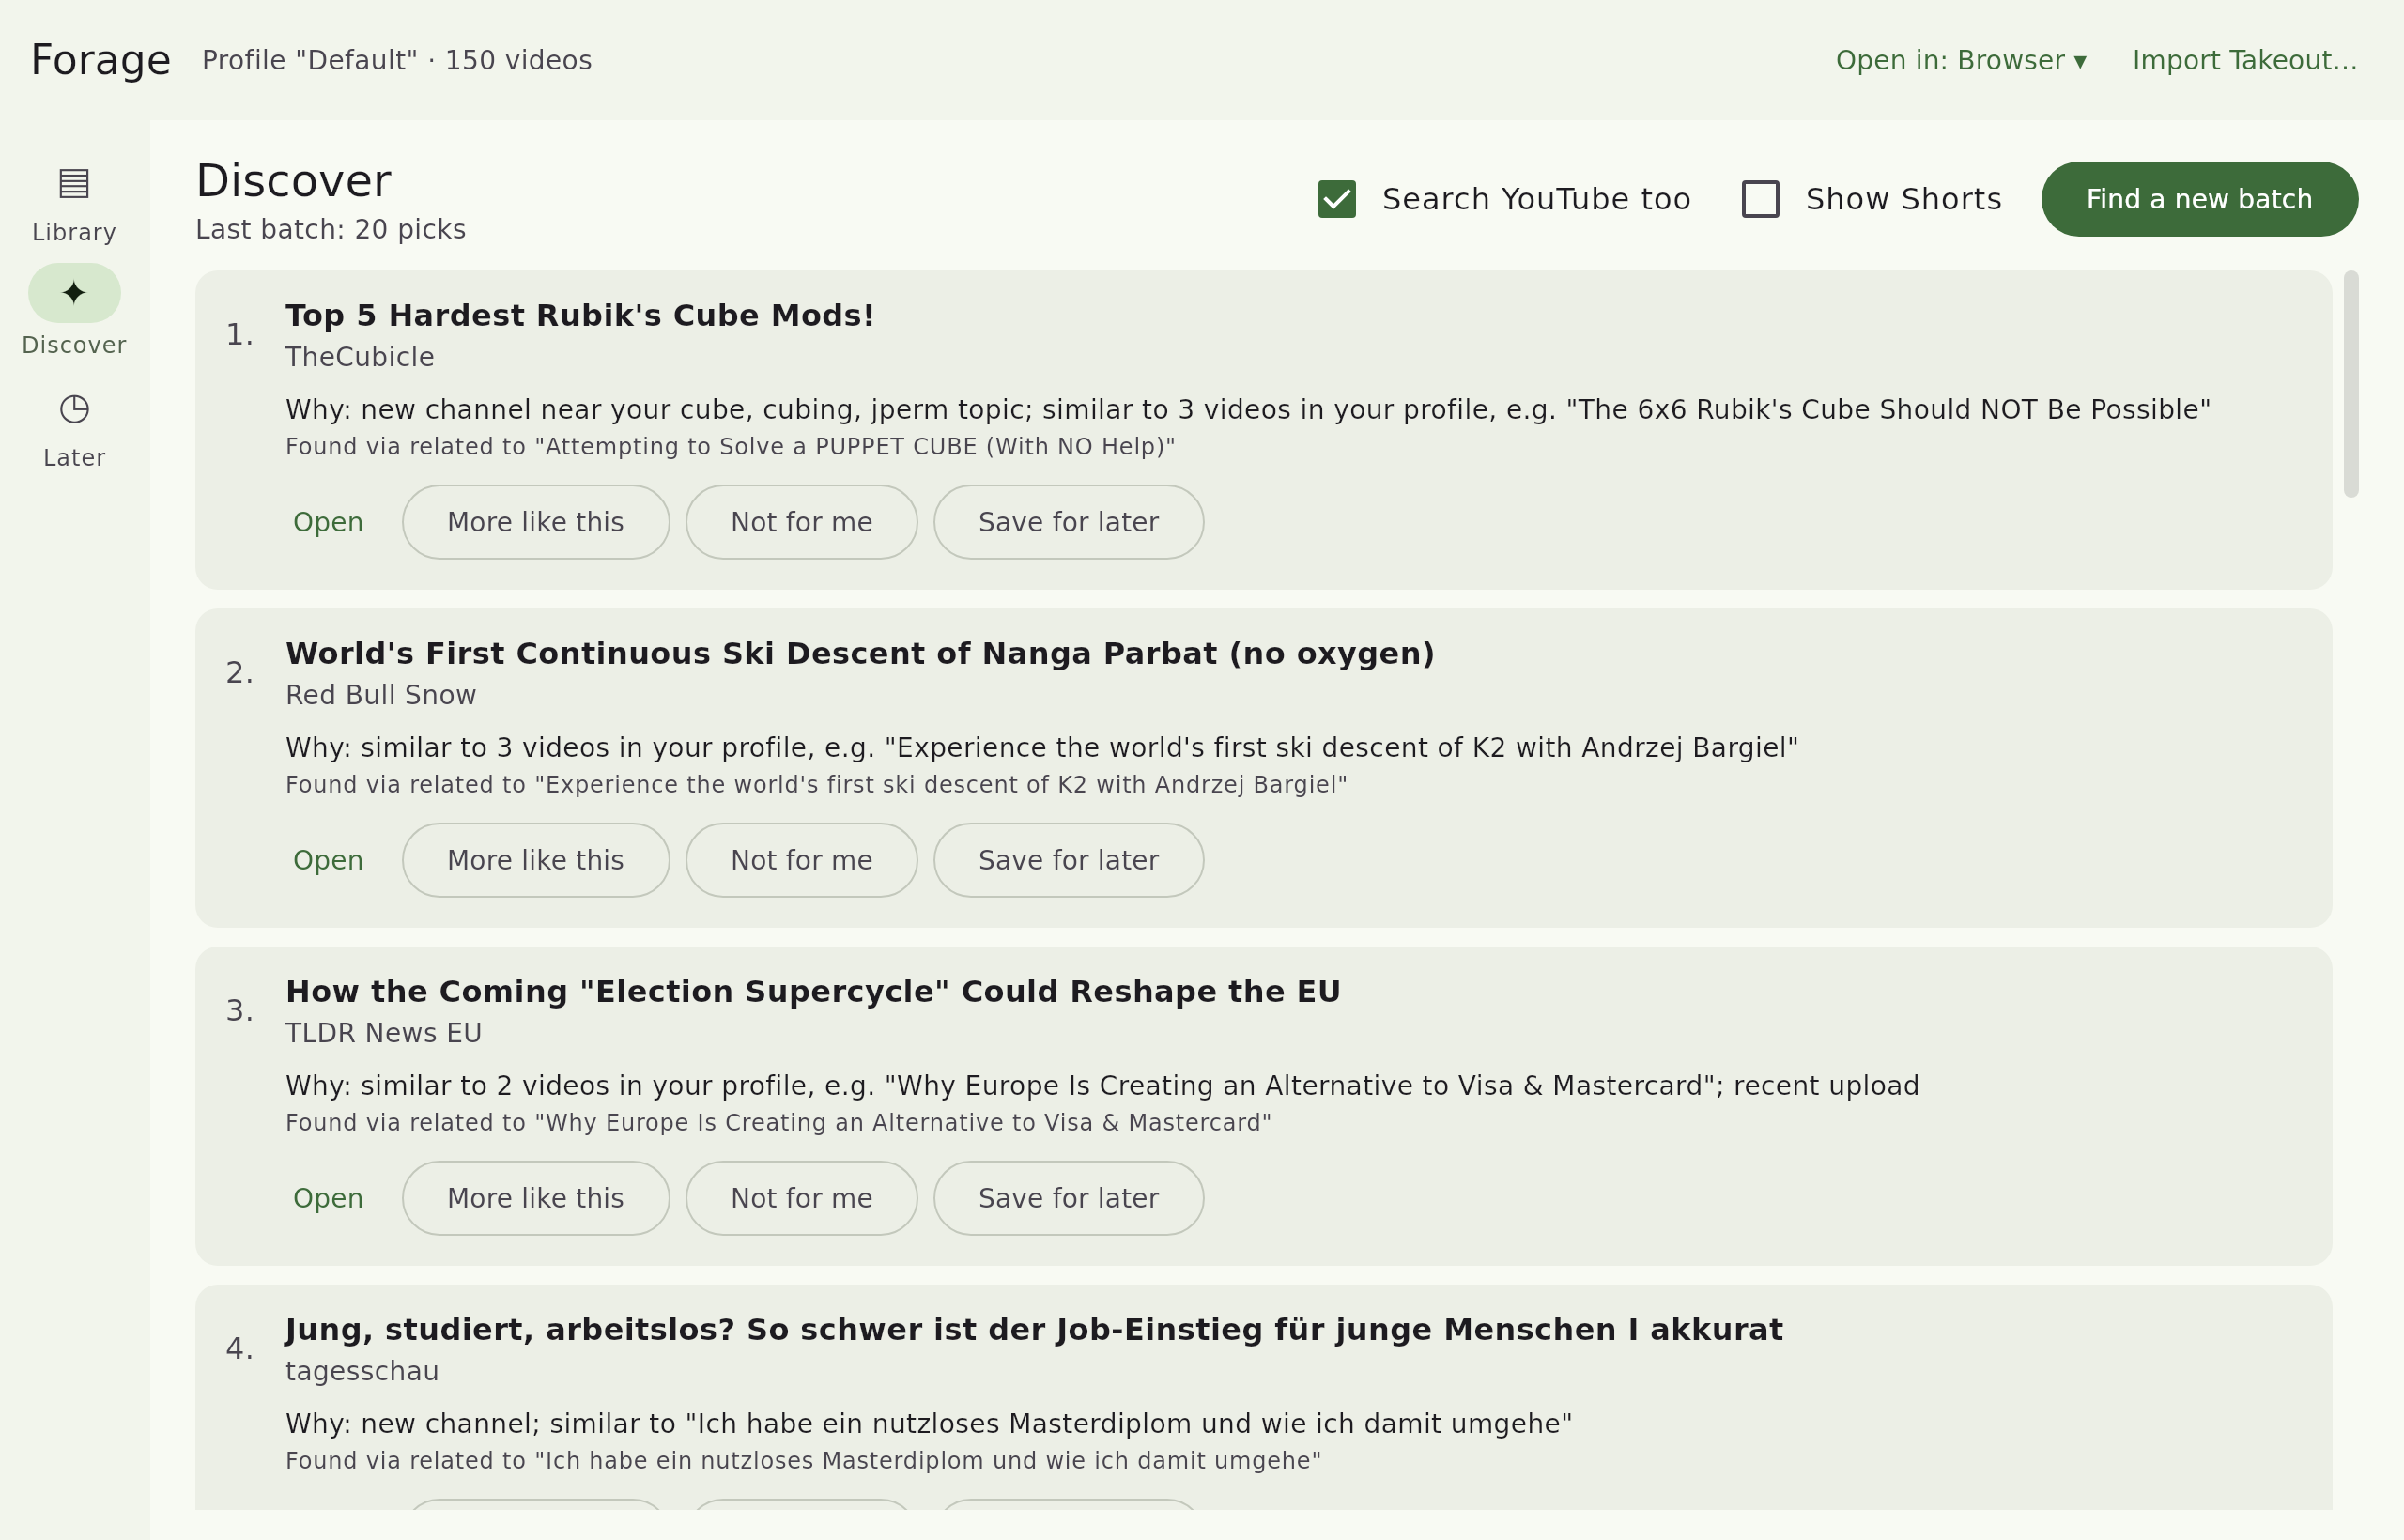 Forage
Profile "Default" · 150 videos
Open in: Browser ▾
Import Takeout...
Library
Discover
Later
Discover
Last batch: 20 picks
Search YouTube too
Show Shorts
Find a new batch
1.
Top 5 Hardest Rubik's Cube Mods!
TheCubicle
Why: new channel near your cube, cubing, jperm topic; similar to 3 videos in your profile, e.g. "The 6x6 Rubik's Cube Should NOT Be Possible"
Found via related to "Attempting to Solve a PUPPET CUBE (With NO Help)"
Open
More like this
Not for me
Save for later
2.
World's First Continuous Ski Descent of Nanga Parbat (no oxygen)
Red Bull Snow
Why: similar to 3 videos in your profile, e.g. "Experience the world's first ski descent of K2 with Andrzej Bargiel"
Found via related to "Experience the world's first ski descent of K2 with Andrzej Bargiel"
Open
More like this
Not for me
Save for later
3.
How the Coming "Election Supercycle" Could Reshape the EU
TLDR News EU
Why: similar to 2 videos in your profile, e.g. "Why Europe Is Creating an Alternative to Visa & Mastercard"; recent upload
Found via related to "Why Europe Is Creating an Alternative to Visa & Mastercard"
Open
More like this
Not for me
Save for later
4.
Jung, studiert, arbeitslos? So schwer ist der Job-Einstieg für junge Menschen I akkurat
tagesschau
Why: new channel; similar to "Ich habe ein nutzloses Masterdiplom und wie ich damit umgehe"
Found via related to "Ich habe ein nutzloses Masterdiplom und wie ich damit umgehe"